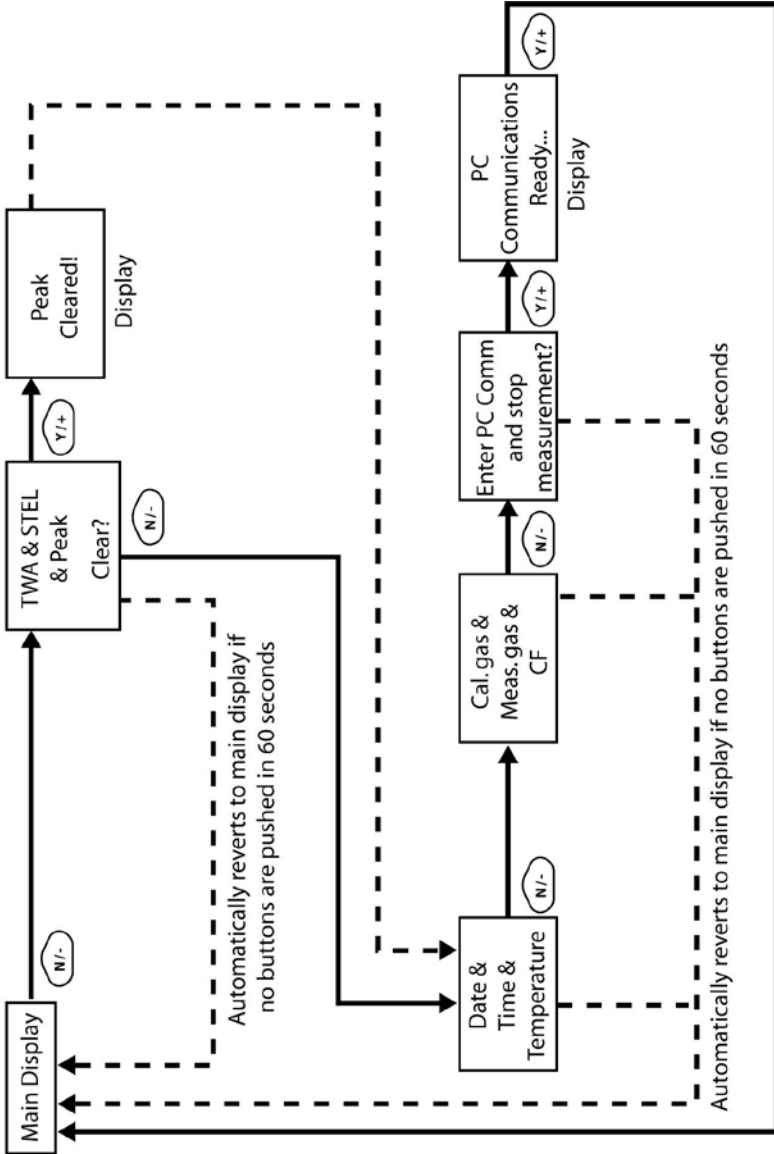 Main Display
N/-
TWA & STEL
& Peak
Clear?
Y/+
Peak
Cleared!
Display
N/-
Automatically reverts to main display if
no buttons are pushed in 60 seconds
Date &
Time &
Temperature
N/-
Cal. gas &
Meas. gas &
CF
N/-
Enter PC Comm
and stop
measurement?
Y/+
PC
Communications
Ready...
Display
Y/+
Automatically reverts to main display if no buttons are pushed in 60 seconds